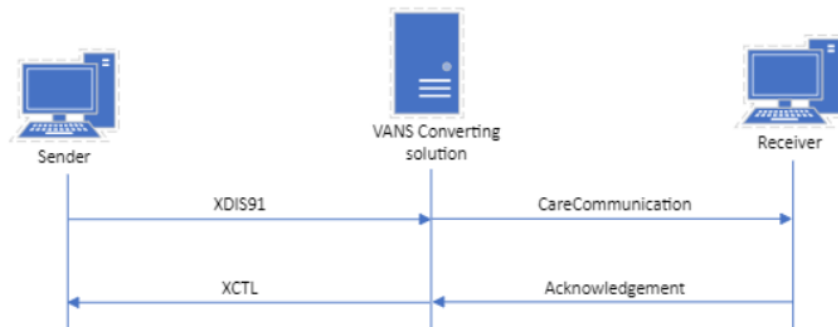 Sender
VANS Converting
solution
Receiver
XDIS91
CareCommunication
XCTL
Acknowledgement